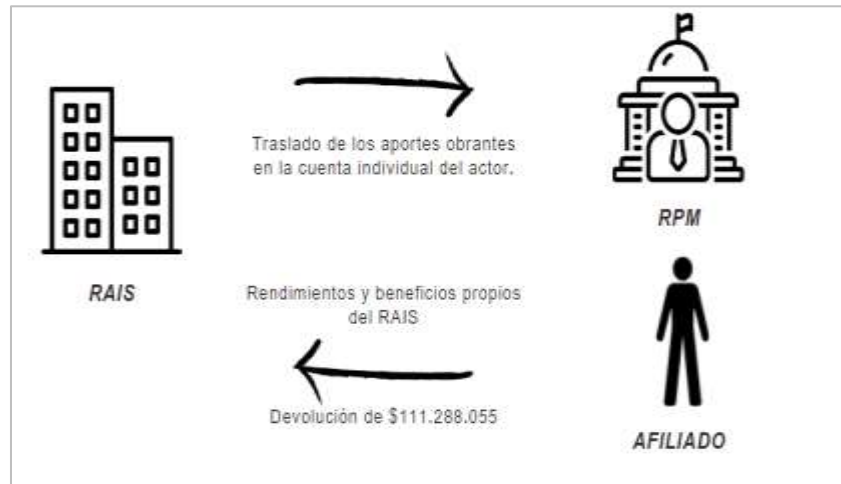 Traslado de los aportes obrantes
en la cuenta individual del actor.
RPM
RAIS
Rendimientos y beneficios propios
del RAIS
Devolución de $111.288.055
AFILIADO